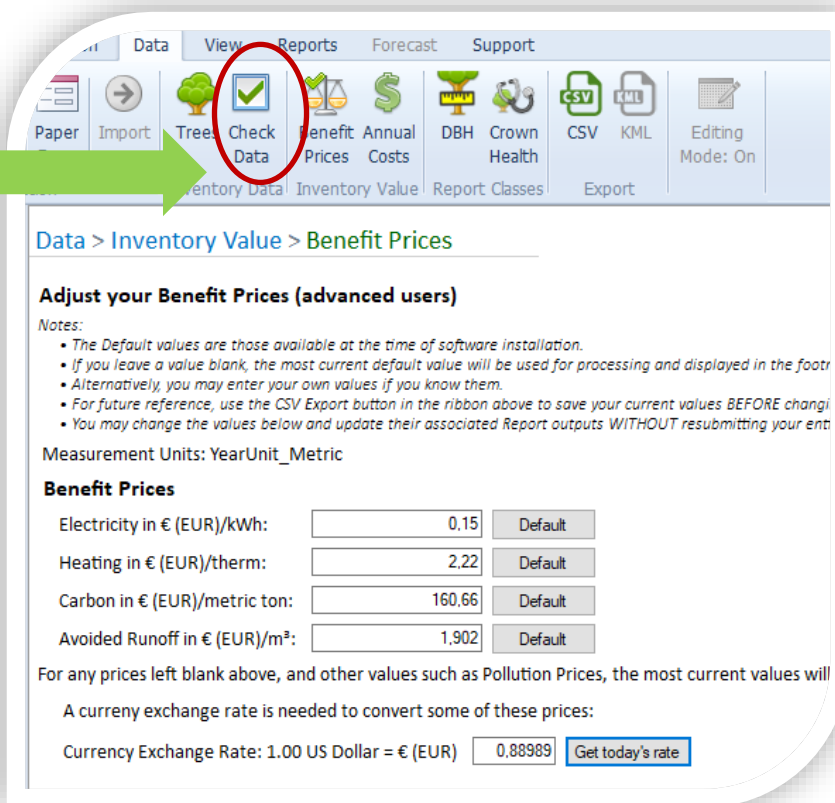 Data View Reports Forecast Support
Paper Import Trees Check Benefit Annual DBH Crown CSV KML Editing
Data Prices Costs Health Mode: On
Inventory Value Report Classes Export
Data > Inventory Value > Benefit Prices
Adjust your Benefit Prices (advanced users)
Notes:
• The Default values are those available at the time of software installation.
• If you leave a value blank, the most current default value will be used for processing and displayed in the
• Alternatively, you may enter your own values if you know them.
• For future reference, use the CSV Export button in the ribbon above to save your current values BEFORE
• You may change the values below and update their associated Report outputs WITHOUT resubmitting your
Measurement Units: YearUnit_Metric
Benefit Prices
Electricity in € (EUR)/kWh: 0,15 Default
Heating in € (EUR)/therm: 2,22 Default
Carbon in € (EUR)/metric ton: 160,66 Default
Avoided Runoff in € (EUR)/m³: 1,902 Default
For any prices left blank above, and other values such as Pollution Prices, the most current values will
A curreny exchange rate is needed to convert some of these prices:
Currency Exchange Rate: 1.00 US Dollar = € (EUR) 0,88989 Get today's rate